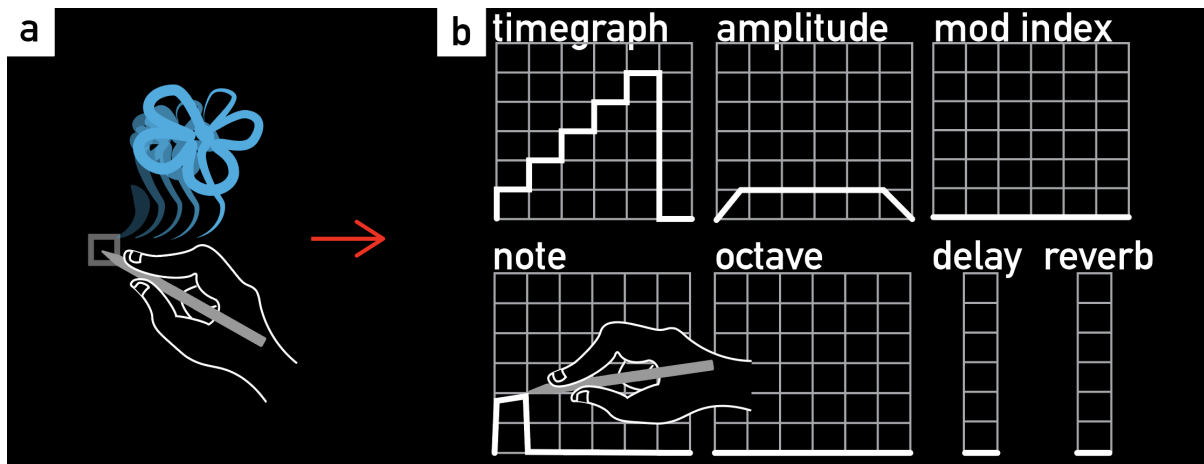 a
b
timegraph
amplitude
mod index
note
octave
delay
reverb